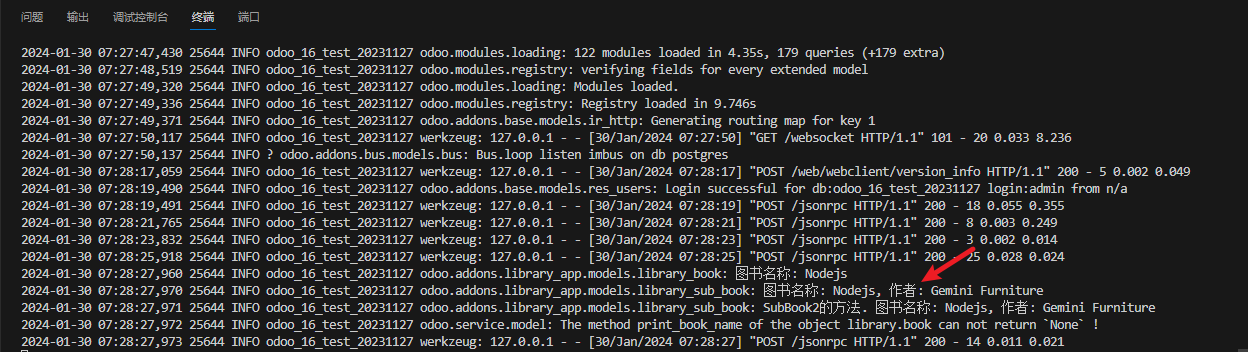 问题 输出 调试控制台 终端 端口
2024-01-30 07:27:47,430 25644 INFO odoo_16_test_20231127 odoo.modules.loading: 122 modules loaded in 4.35s, 179 queries (+179 extra)
2024-01-30 07:27:48,519 25644 INFO odoo_16_test_20231127 odoo.modules.registry: verifying fields for every extended model
2024-01-30 07:27:49,320 25644 INFO odoo_16_test_20231127 odoo.modules.loading: Modules loaded.
2024-01-30 07:27:49,336 25644 INFO odoo_16_test_20231127 odoo.modules.registry: Registry loaded in 9.746s
2024-01-30 07:27:49,371 25644 INFO odoo_16_test_20231127 odoo.addons.base.models.ir_http: Generating routing map for key 1
2024-01-30 07:27:50,117 25644 INFO odoo_16_test_20231127 werkzeug: 127.0.0.1 - - [30/Jan/2024 07:27:50] "GET /websocket HTTP/1.1" 101 - 20 0.033 8.236
2024-01-30 07:27:50,137 25644 INFO ? odoo.addons.bus.models.bus: Bus.loop listen imbus on db postgres
2024-01-30 07:28:17,059 25644 INFO odoo_16_test_20231127 werkzeug: 127.0.0.1 - - [30/Jan/2024 07:28:17] "POST /web/webclient/version_info HTTP/1.1" 200 - 5 0.002 0.049
2024-01-30 07:28:19,490 25644 INFO odoo_16_test_20231127 odoo.addons.base.models.res_users: Login successful for db:odoo_16_test_20231127 login:admin from n/a
2024-01-30 07:28:19,491 25644 INFO odoo_16_test_20231127 werkzeug: 127.0.0.1 - - [30/Jan/2024 07:28:19] "POST /jsonrpc HTTP/1.1" 200 - 18 0.055 0.355
2024-01-30 07:28:21,765 25644 INFO odoo_16_test_20231127 werkzeug: 127.0.0.1 - - [30/Jan/2024 07:28:21] "POST /jsonrpc HTTP/1.1" 200 - 8 0.003 0.249
2024-01-30 07:28:23,832 25644 INFO odoo_16_test_20231127 werkzeug: 127.0.0.1 - - [30/Jan/2024 07:28:23] "POST /jsonrpc HTTP/1.1" 200 - 3 0.002 0.014
2024-01-30 07:28:25,918 25644 INFO odoo_16_test_20231127 werkzeug: 127.0.0.1 - - [30/Jan/2024 07:28:25] "POST /jsonrpc HTTP/1.1" 200 - 25 0.028 0.024
2024-01-30 07:28:27,960 25644 INFO odoo_16_test_20231127 odoo.addons.library_app.models.library_book: 图书名称: Nodejs
2024-01-30 07:28:27,970 25644 INFO odoo_16_test_20231127 odoo.addons.library_app.models.library_sub_book: 图书名称: Nodejs, 作者: Gemini Furniture
2024-01-30 07:28:27,971 25644 INFO odoo_16_test_20231127 odoo.addons.library_app.models.library_sub_book: SubBook2的方法. 图书名称: Nodejs, 作者: Gemini Furniture
2024-01-30 07:28:27,972 25644 INFO odoo_16_test_20231127 odoo.service.model: The method print_book_name of the object library.book can not return `None` !
2024-01-30 07:28:27,973 25644 INFO odoo_16_test_20231127 werkzeug: 127.0.0.1 - - [30/Jan/2024 07:28:27] "POST /jsonrpc HTTP/1.1" 200 - 14 0.011 0.021